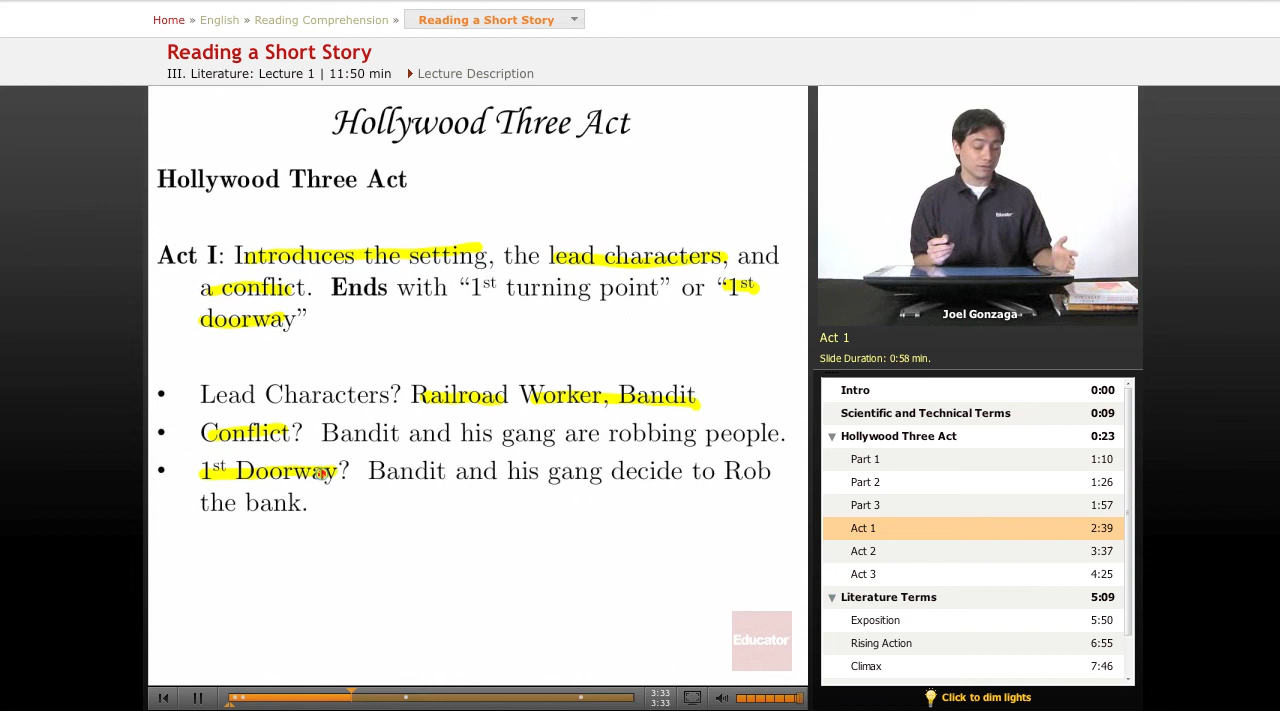 Home » English » Reading Comprehension » Reading a Short Story
Reading a Short Story
III. Literature: Lecture 1 | 11:50 min Lecture Description
Hollywood Three Act
Hollywood Three Act
Act I: Introduces the setting, the lead characters, and
a conflict. Ends with “1st turning point” or “1st
doorway”
• Lead Characters? Railroad Worker, Bandit
• Conflict? Bandit and his gang are robbing people.
• 1st Doorway? Bandit and his gang decide to Rob
the bank.
Educator
3:33
3:33
Educator
Joel Gonzaga
Act 1
Slide Duration: 0:58 min.
Intro 0:00
Scientific and Technical Terms 0:09
Hollywood Three Act 0:23
Part 1 1:10
Part 2 1:26
Part 3 1:57
Act 1 2:39
Act 2 3:37
Act 3 4:25
Literature Terms 5:09
Exposition 5:50
Rising Action 6:55
Climax 7:46
Click to dim lights